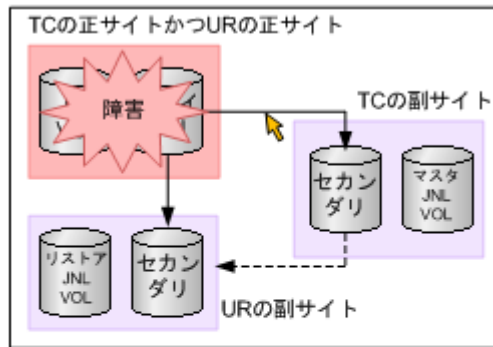 TCの正サイトかつURの正サイト
障害
TCの副サイト
セカン
ダリ
マスタ
JNL
VOL
リストア
JNL
VOL
セカン
ダリ
URの副サイト